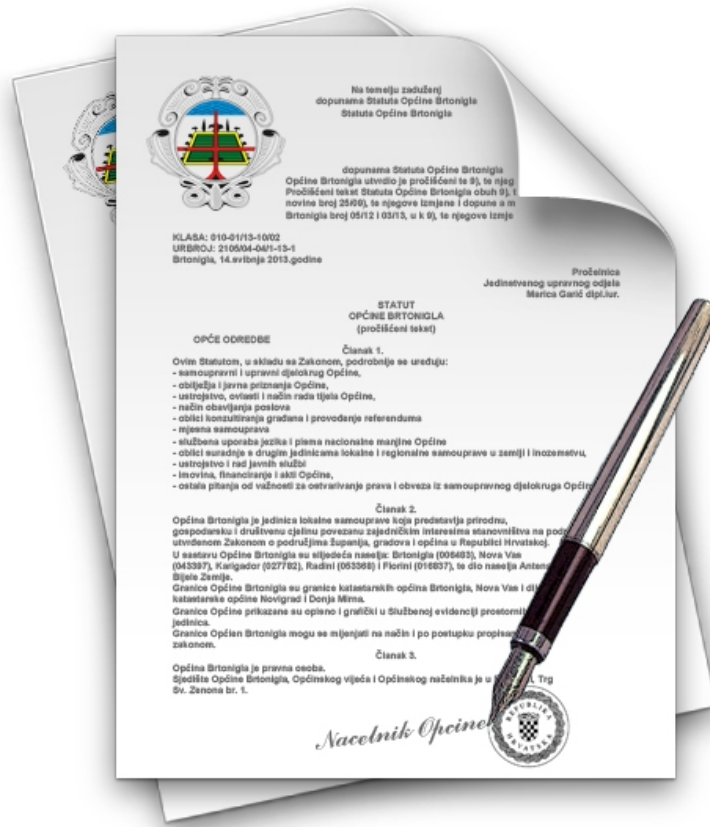 Na temelju zaduženj
dopunama Statuta Općine Brtonigla
Statuta Općine Brtonigla
dopunama Statuta Općine Brtonigla
Općine Brtonigla utvrdio je pročišćeni te 9), te njeg
Pročišćeni tekst Statuta Općine Brtonigla obuh 9), t
novine broj 25/09), te njegove izmjene i dopune a m
Brtonigla broj 05/12 i 03/13, u k 9), te njegove izmje
KLASA: 010-01/13-10/02
URBROJ: 2105/04-04/1-13-1
Brtonigla, 14.svibnja 2013.godine
Pročelnica
Jedinstvenog upravnog odjela
Marica Garić dipl.iur.
STATUT
OPĆINE BRTONIGLA
(pročišćeni tekst)
OPĆE ODREDBE
Članak 1.
Ovim Statutom, u skladu sa Zakonom, podrobnije se uređuju:
- samoupravni i upravni djelokrug Općine,
- obilježja i javna priznanja Općine,
- ustrojstvo, ovlasti i način rada tijela Općine,
- način obavljanja poslova
- oblici konzultiranja građana i provođenje referenduma
- mjesna samouprava
- službena uporaba jezika i pisma nacionalne manjine Općine
- oblici suradnje s drugim jedinicama lokalne i regionalne samouprave u zemlji i inozemstvu,
- ustrojstvo i rad javnih službi
- imovina, financiranje i akti Općine,
- ostala pitanja od važnosti za ostvarivanje prava i obveza iz samoupravnog djelokruga Općin
Članak 2.
Općina Brtonigla je jedinica lokalne samouprave koja predstavlja prirodnu,
gospodarsku i društvenu cjelinu povezanu zajedničkim interesima stanovništva na podr
utvrđenom Zakonom o područjima županija, gradova i općina u Republici Hrvatskoj.
U sastavu Općine Brtonigla su slijedeća naselja: Brtonigla (006483), Nova Vas
(043397), Karigador (027782), Radini (053368) i Fiorini (016837), te dio naselja Antena
Bijele Zemlje.
Granice Općine Brtonigla su granice katastarskih općina Brtonigla, Nova Vas i dij
katastarske općine Novigrad i Donja Mirna.
Granice Općine prikazane su opisno i grafički u Službenoj evidenciji prostornih
jedinica.
Granice Općien Brtonigla mogu se mijenjati na način i po postupku propisan
zakonom.
Članak 3.
Općina Brtonigla je pravna osoba.
Sjedište Općine Brtonigla, Općinskog vijeća i Općinskog načelnika je u Trg
Sv. Zenona br. 1.
Nacelnik Opcine
REPUBLIKA
HRVATSKA